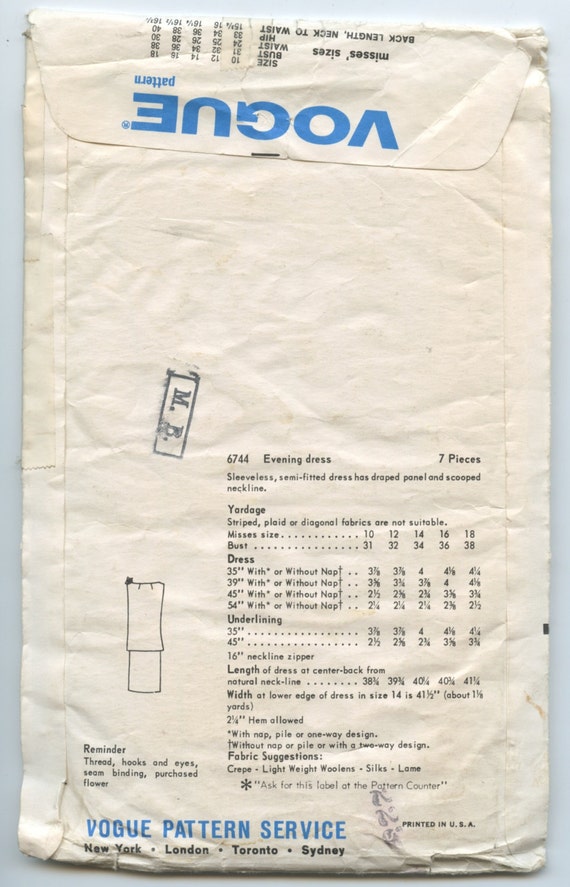 misses' sizes
SIZE 10 12 14 16 18
BUST 31 32 34 36 38
WAIST 24 25 26 28 30
HIP 33 34 36 38 40
BACK LENGTH, NECK TO WAIST
VOGUE®
pattern
M. B.
6744 Evening dress 7 Pieces
Sleeveless, semi-fitted dress has draped panel and scooped
neckline.
Yardage
Striped, plaid or diagonal fabrics are not suitable.
Misses size............ 10 12 14 16 18
Bust ................ 31 32 34 36 38
Dress
35" With* or Without Nap† .. 3⅞ 3⅞ 4 4⅛ 4¼
39" With* or Without Nap† .. 3⅝ 3¾ 3⅞ 4 4⅛
45" With* or Without Nap† .. 2½ 2⅝ 2¾ 3⅝ 3¾
54" With* or Without Nap† .. 2¼ 2¼ 2¼ 2⅜ 2½
Underlining
35".................. 3⅞ 3⅞ 4 4⅛ 4¼
45".................. 2½ 2⅝ 2¾ 3⅝ 3¾
16" neckline zipper
Length of dress at center-back from
natural neck-line ........ 38¾ 39¾ 40¼ 40¾ 41¼
Width at lower edge of dress in size 14 is 41½" (about 1⅛
yards)
2¼" Hem allowed
*With nap, pile or one-way design.
†Without nap or pile or with a two-way design.
Fabric Suggestions:
Crepe - Light Weight Woolens - Silks - Lame
* "Ask for this label at the Pattern Counter"
Reminder
Thread, hooks and eyes,
seam binding, purchased
flower
VOGUE PATTERN SERVICE
New York • London • Toronto • Sydney
PRINTED IN U.S.A.